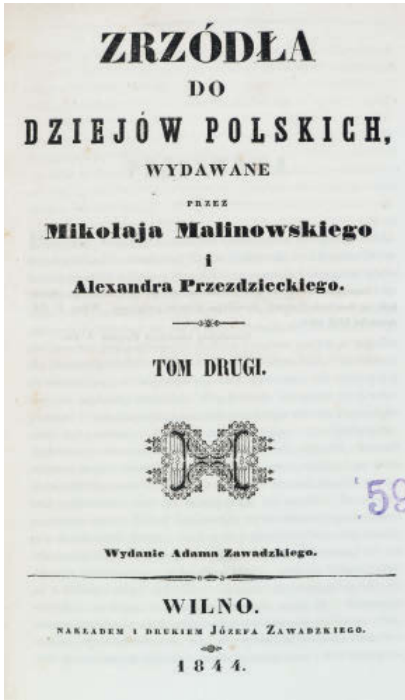 ZRZÓDŁA
DO
DZIEJÓW POLSKICH,
WYDAWANE
PRZEZ
Mikołaja Malinowskiego
i
Alexandra Przezdzieckiego.
TOM DRUGI.
59
Wydanie Adama Zawadzkiego.
WILNO.
NAKŁADEM I DRUKIEM JÓZEFA ZAWADZKIEGO.
1844.